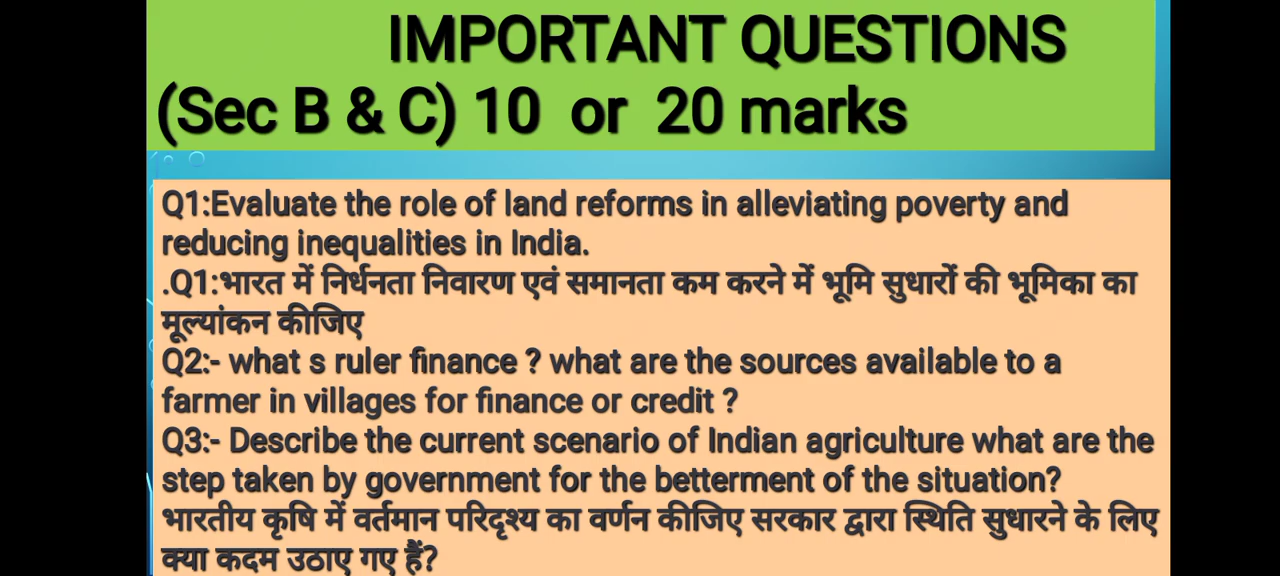 IMPORTANT QUESTIONS
(Sec B & C) 10 or 20 marks
Q1:Evaluate the role of land reforms in alleviating poverty and
reducing inequalities in India.
.Q1:भारत में निर्धनता निवारण एवं समानता कम करने में भूमि सुधारों की भूमिका का
मूल्यांकन कीजिए
Q2:- what s ruler finance ? what are the sources available to a
farmer in villages for finance or credit ?
Q3:- Describe the current scenario of Indian agriculture what are the
step taken by government for the betterment of the situation?
भारतीय कृषि में वर्तमान परिदृश्य का वर्णन कीजिए सरकार द्वारा स्थिति सुधारने के लिए
क्या कदम उठाए गए हैं?